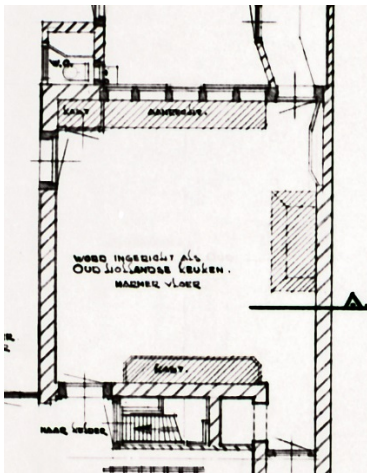 W.C.
KAST
AANRECHT.
WORD INGERICHT ALS
OUD HOLLANDSE KEUKEN.
MARMER VLOER
A.
KAST.
NAAR KELDER